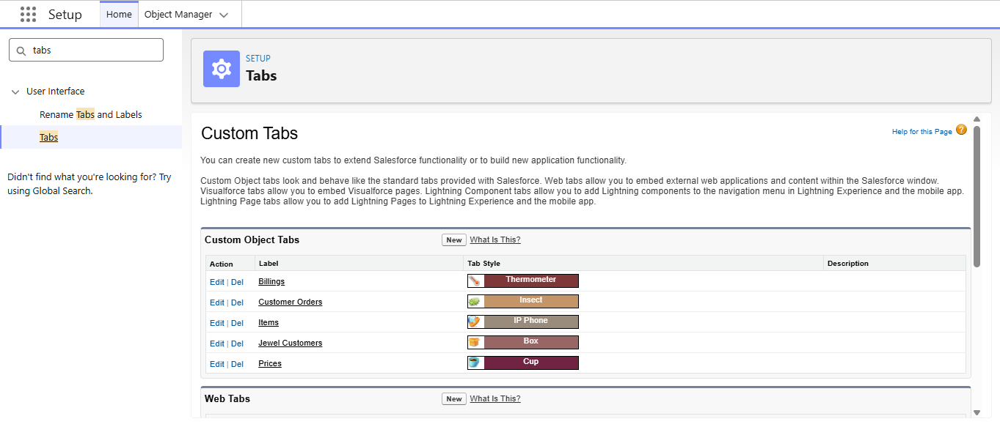 Setup
Home
Object Manager
tabs
User Interface
Rename Tabs and Labels
Tabs
Didn't find what you're looking for? Try
using Global Search.
SETUP
Tabs
Custom Tabs
Help for this Page ?
You can create new custom tabs to extend Salesforce functionality or to build new application functionality.
Custom Object tabs look and behave like the standard tabs provided with Salesforce. Web tabs allow you to embed external web applications and content within the Salesforce window.
Visualforce tabs allow you to embed Visualforce pages. Lightning Component tabs allow you to add Lightning components to the navigation menu in Lightning Experience and the mobile app.
Lightning Page tabs allow you to add Lightning Pages to Lightning Experience and the mobile app.
Custom Object Tabs New What Is This?
Action Label Tab Style Description
Edit | Del Billings Thermometer
Edit | Del Customer Orders Insect
Edit | Del Items IP Phone
Edit | Del Jewel Customers Box
Edit | Del Prices Cup
Web Tabs New What Is This?